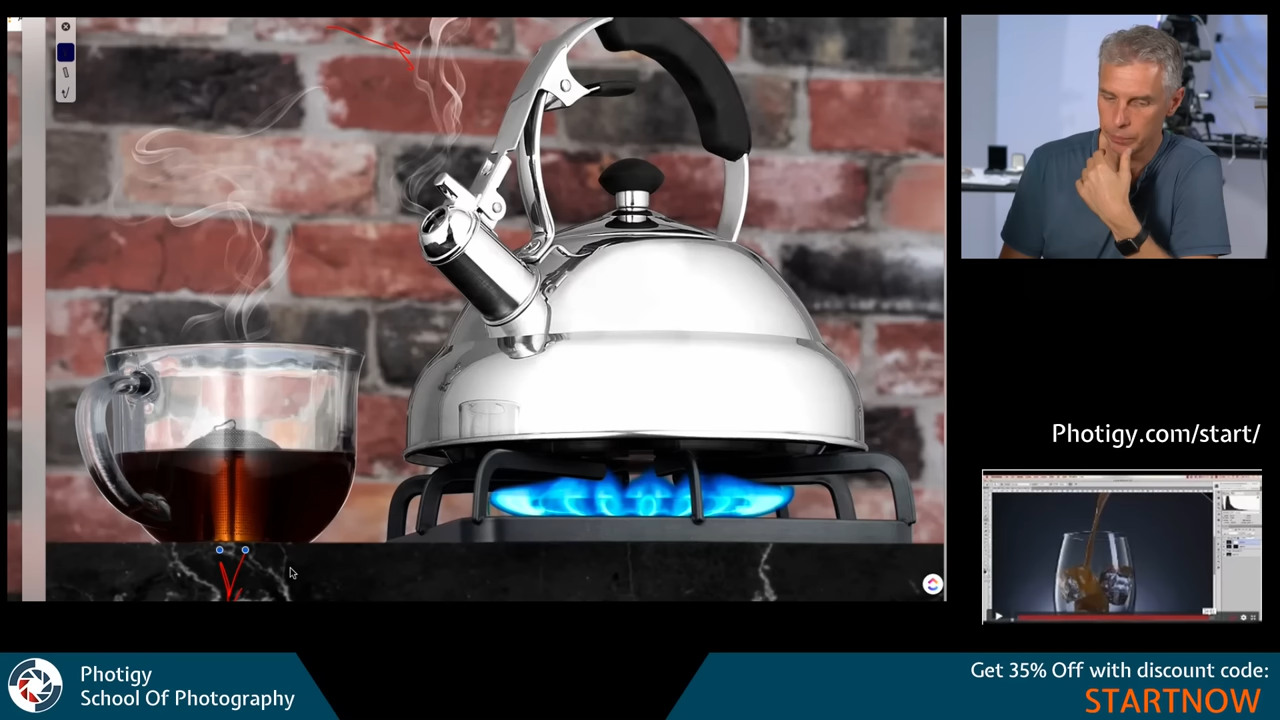 Photigy.com/start/
Photigy
School Of Photography
Get 35% Off with discount code:
STARTNOW